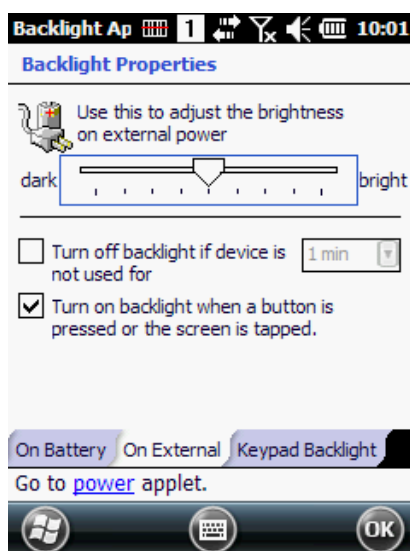 Backlight Ap 1 10:01
Backlight Properties
Use this to adjust the brightness
on external power
dark bright
Turn off backlight if device is 1 min
not used for
Turn on backlight when a button is
pressed or the screen is tapped.
On Battery On External Keypad Backlight
Go to power applet.
OK